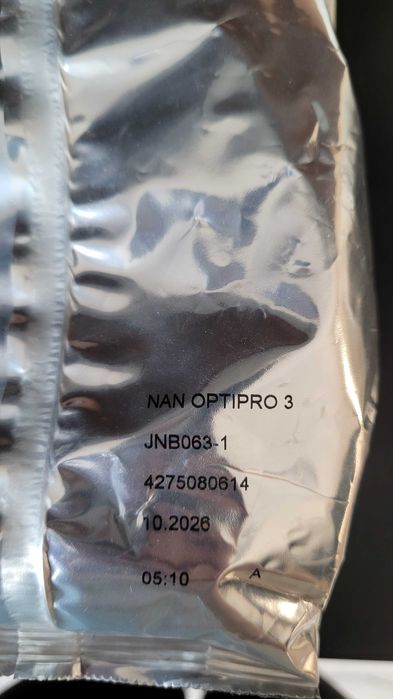 NAN OPTIPRO 3
JNB063-1
4275080614
10.2026
05:10 A